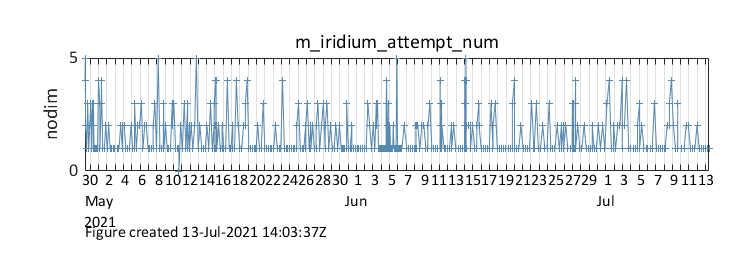 m_iridium_attempt_num
5
nodim
0
30 2 4 6 8 10 12 14 16 18 20 22 24 26 28 30 1 3 5 7 9 11 13 15 17 19 21 23 25 27 29 1 3 5 7 9 11 13
May Jun Jul
2021
Figure created 13-Jul-2021 14:03:37Z